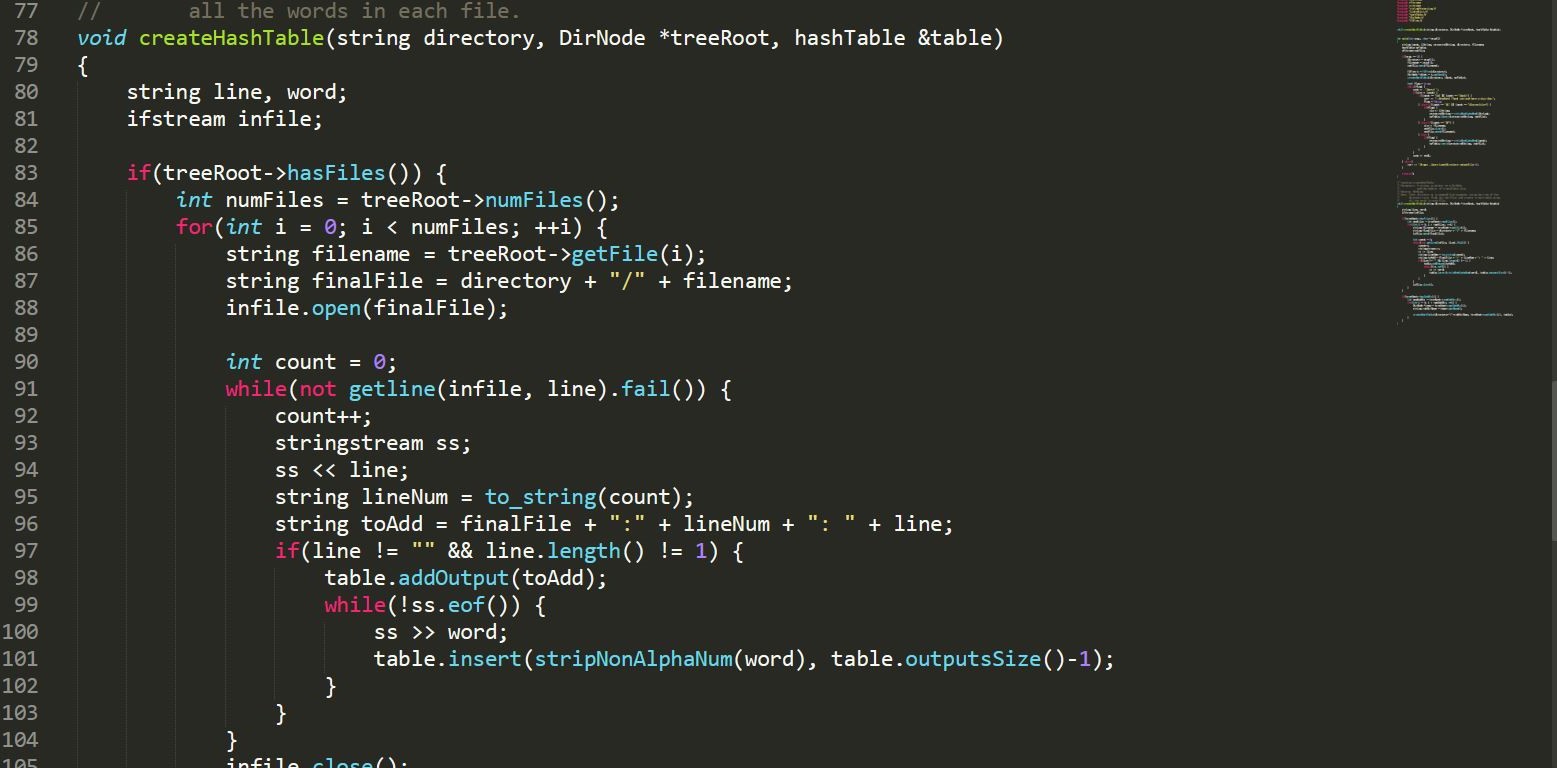 77 // all the words in each file.
78 void createHashTable(string directory, DirNode *treeRoot, hashTable &table)
79 {
80 string line, word;
81 ifstream infile;
82
83 if(treeRoot->hasFiles()) {
84 int numFiles = treeRoot->numFiles();
85 for(int i = 0; i < numFiles; ++i) {
86 string filename = treeRoot->getFile(i);
87 string finalFile = directory + "/" + filename;
88 infile.open(finalFile);
89
90 int count = 0;
91 while(not getline(infile, line).fail()) {
92 count++;
93 stringstream ss;
94 ss << line;
95 string lineNum = to_string(count);
96 string toAdd = finalFile + ":" + lineNum + ": " + line;
97 if(line != "" && line.length() != 1) {
98 table.addOutput(toAdd);
99 while(!ss.eof()) {
100 ss >> word;
101 table.insert(stripNonAlphaNum(word), table.outputsSize()-1);
102 }
103 }
104 }
105 infile.close();